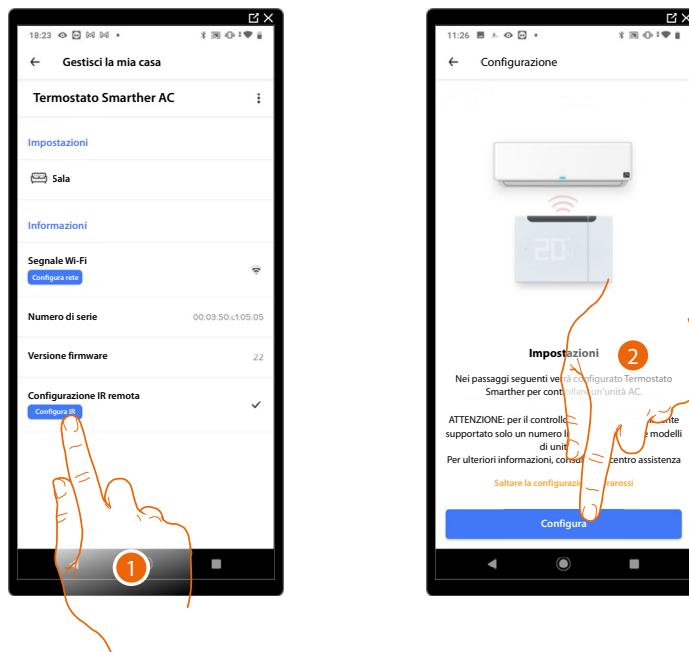 18:23
Gestisci la mia casa
Termostato Smarther AC
Impostazioni
Sala
Informazioni
Segnale Wi-Fi
Configura rete
Numero di serie 00:03:50:c1:05:05
Versione firmware 22
Configurazione IR remota
Configura IR
1
11:26
Configurazione
20
Impostazioni
2
Nei passaggi seguenti verrà configurato Termostato
Smarther per controllare un'unità AC.
ATTENZIONE: per il controllo
supportato solo un numero modelli
di unità
Per ulteriori informazioni, centro assistenza
Saltare la configurazione
Configura